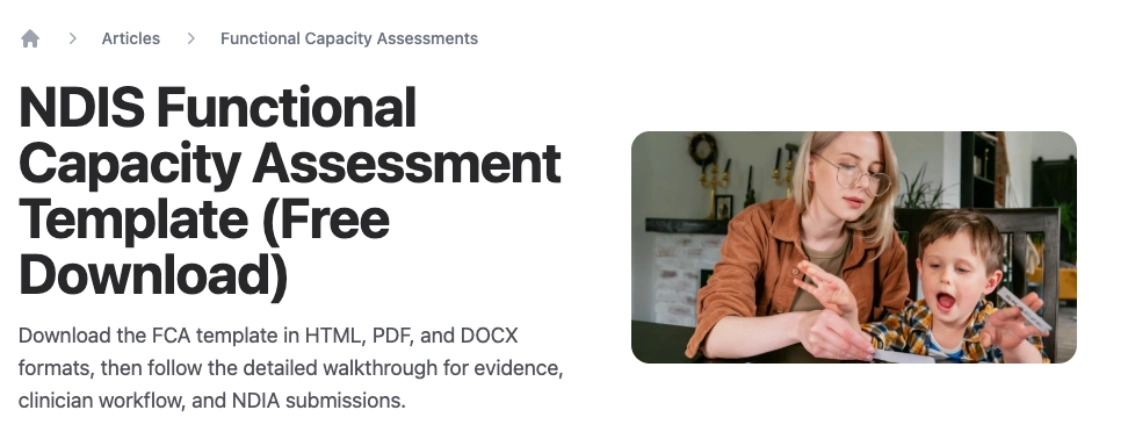 Articles
Functional Capacity Assessments
NDIS Functional
Capacity Assessment
Template (Free
Download)
Download the FCA template in HTML, PDF, and DOCX
formats, then follow the detailed walkthrough for evidence,
clinician workflow, and NDIA submissions.